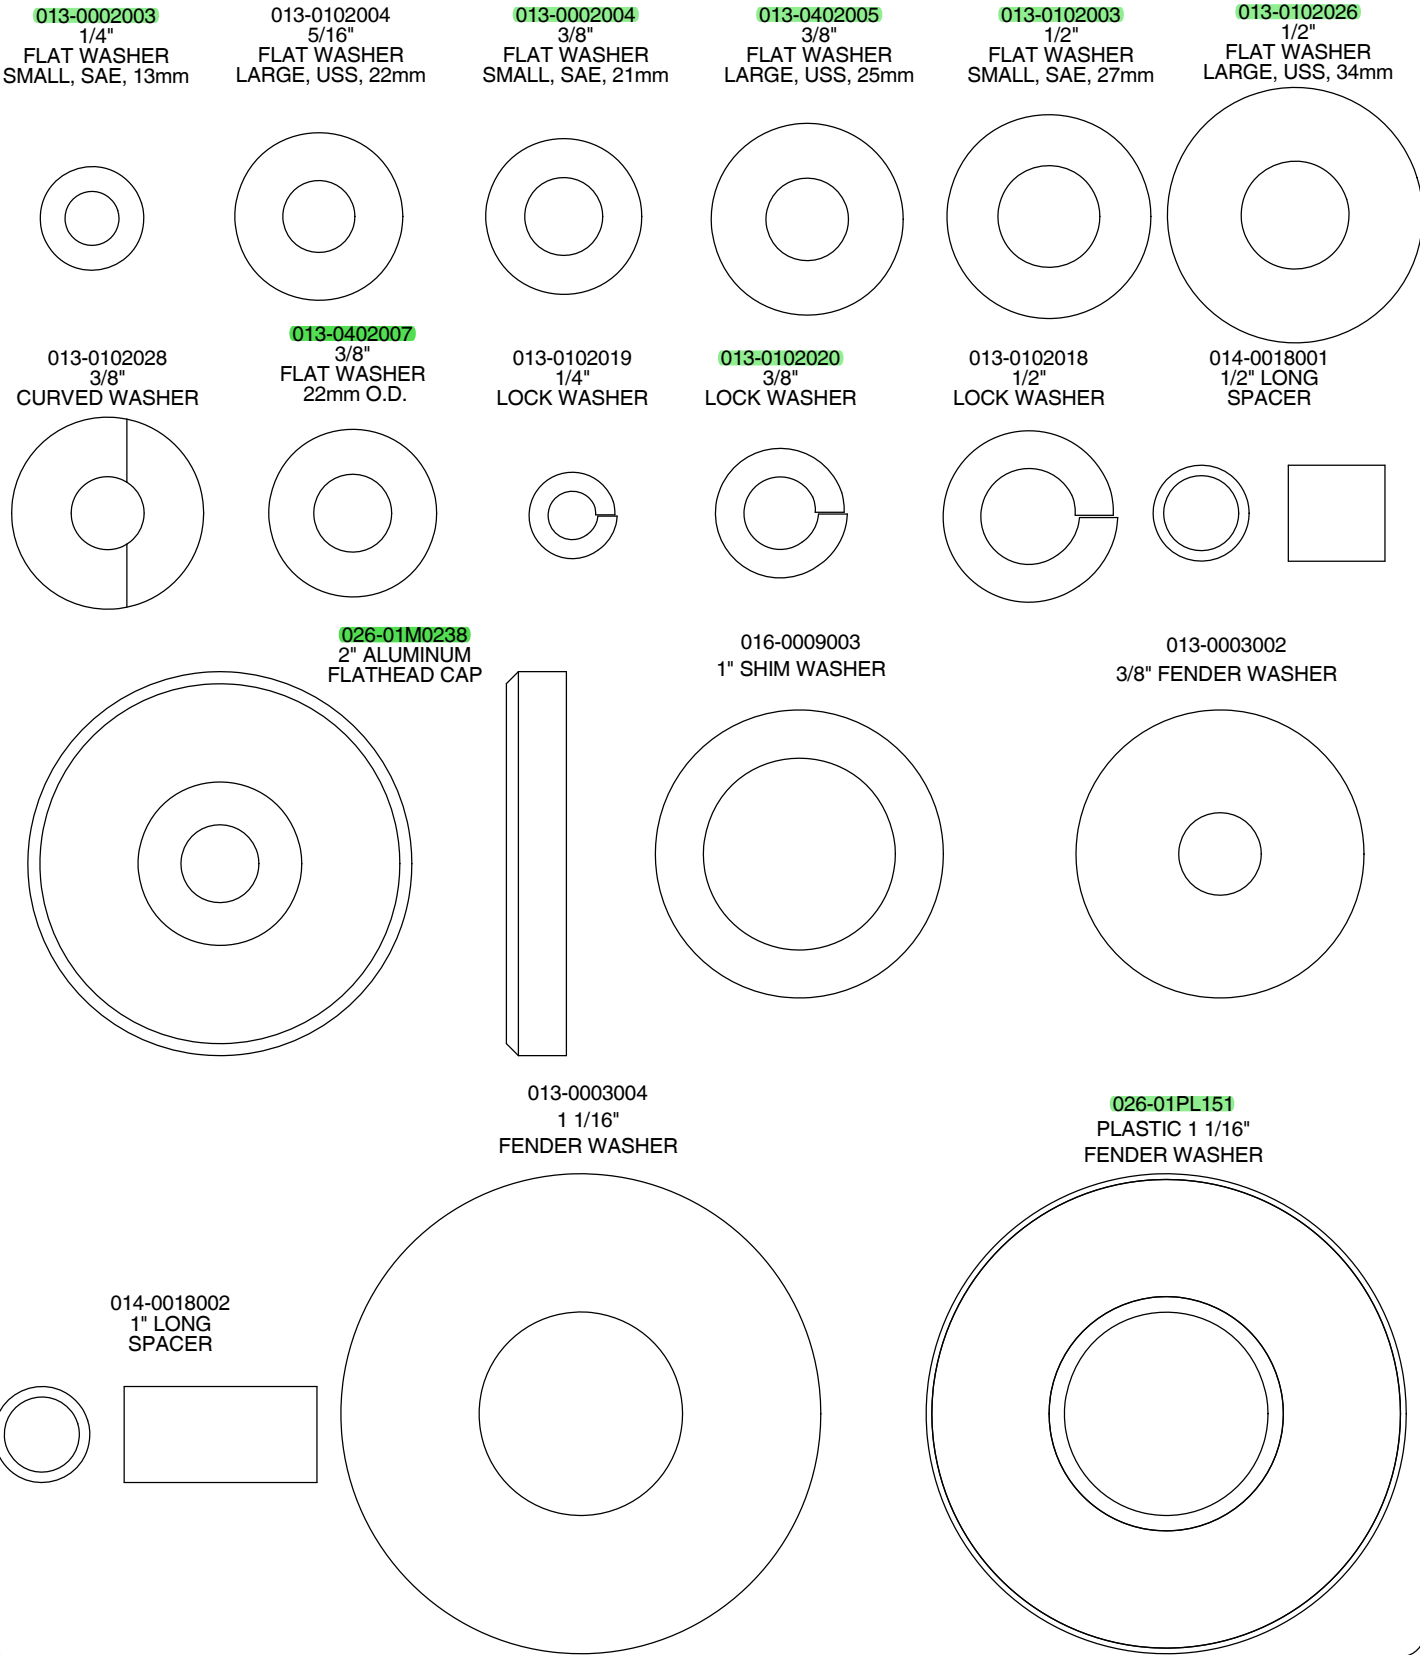 013-0002003
1/4"
FLAT WASHER
SMALL, SAE, 13mm
013-0102004
5/16"
FLAT WASHER
LARGE, USS, 22mm
013-0002004
3/8"
FLAT WASHER
SMALL, SAE, 21mm
013-0402005
3/8"
FLAT WASHER
LARGE, USS, 25mm
013-0102003
1/2"
FLAT WASHER
SMALL, SAE, 27mm
013-0102026
1/2"
FLAT WASHER
LARGE, USS, 34mm
013-0102028
3/8"
CURVED WASHER
013-0402007
3/8"
FLAT WASHER
22mm O.D.
013-0102019
1/4"
LOCK WASHER
013-0102020
3/8"
LOCK WASHER
013-0102018
1/2"
LOCK WASHER
014-0018001
1/2" LONG
SPACER
026-01M0238
2" ALUMINUM
FLATHEAD CAP
016-0009003
1" SHIM WASHER
013-0003002
3/8" FENDER WASHER
013-0003004
1 1/16"
FENDER WASHER
026-01PL151
PLASTIC 1 1/16"
FENDER WASHER
014-0018002
1" LONG
SPACER